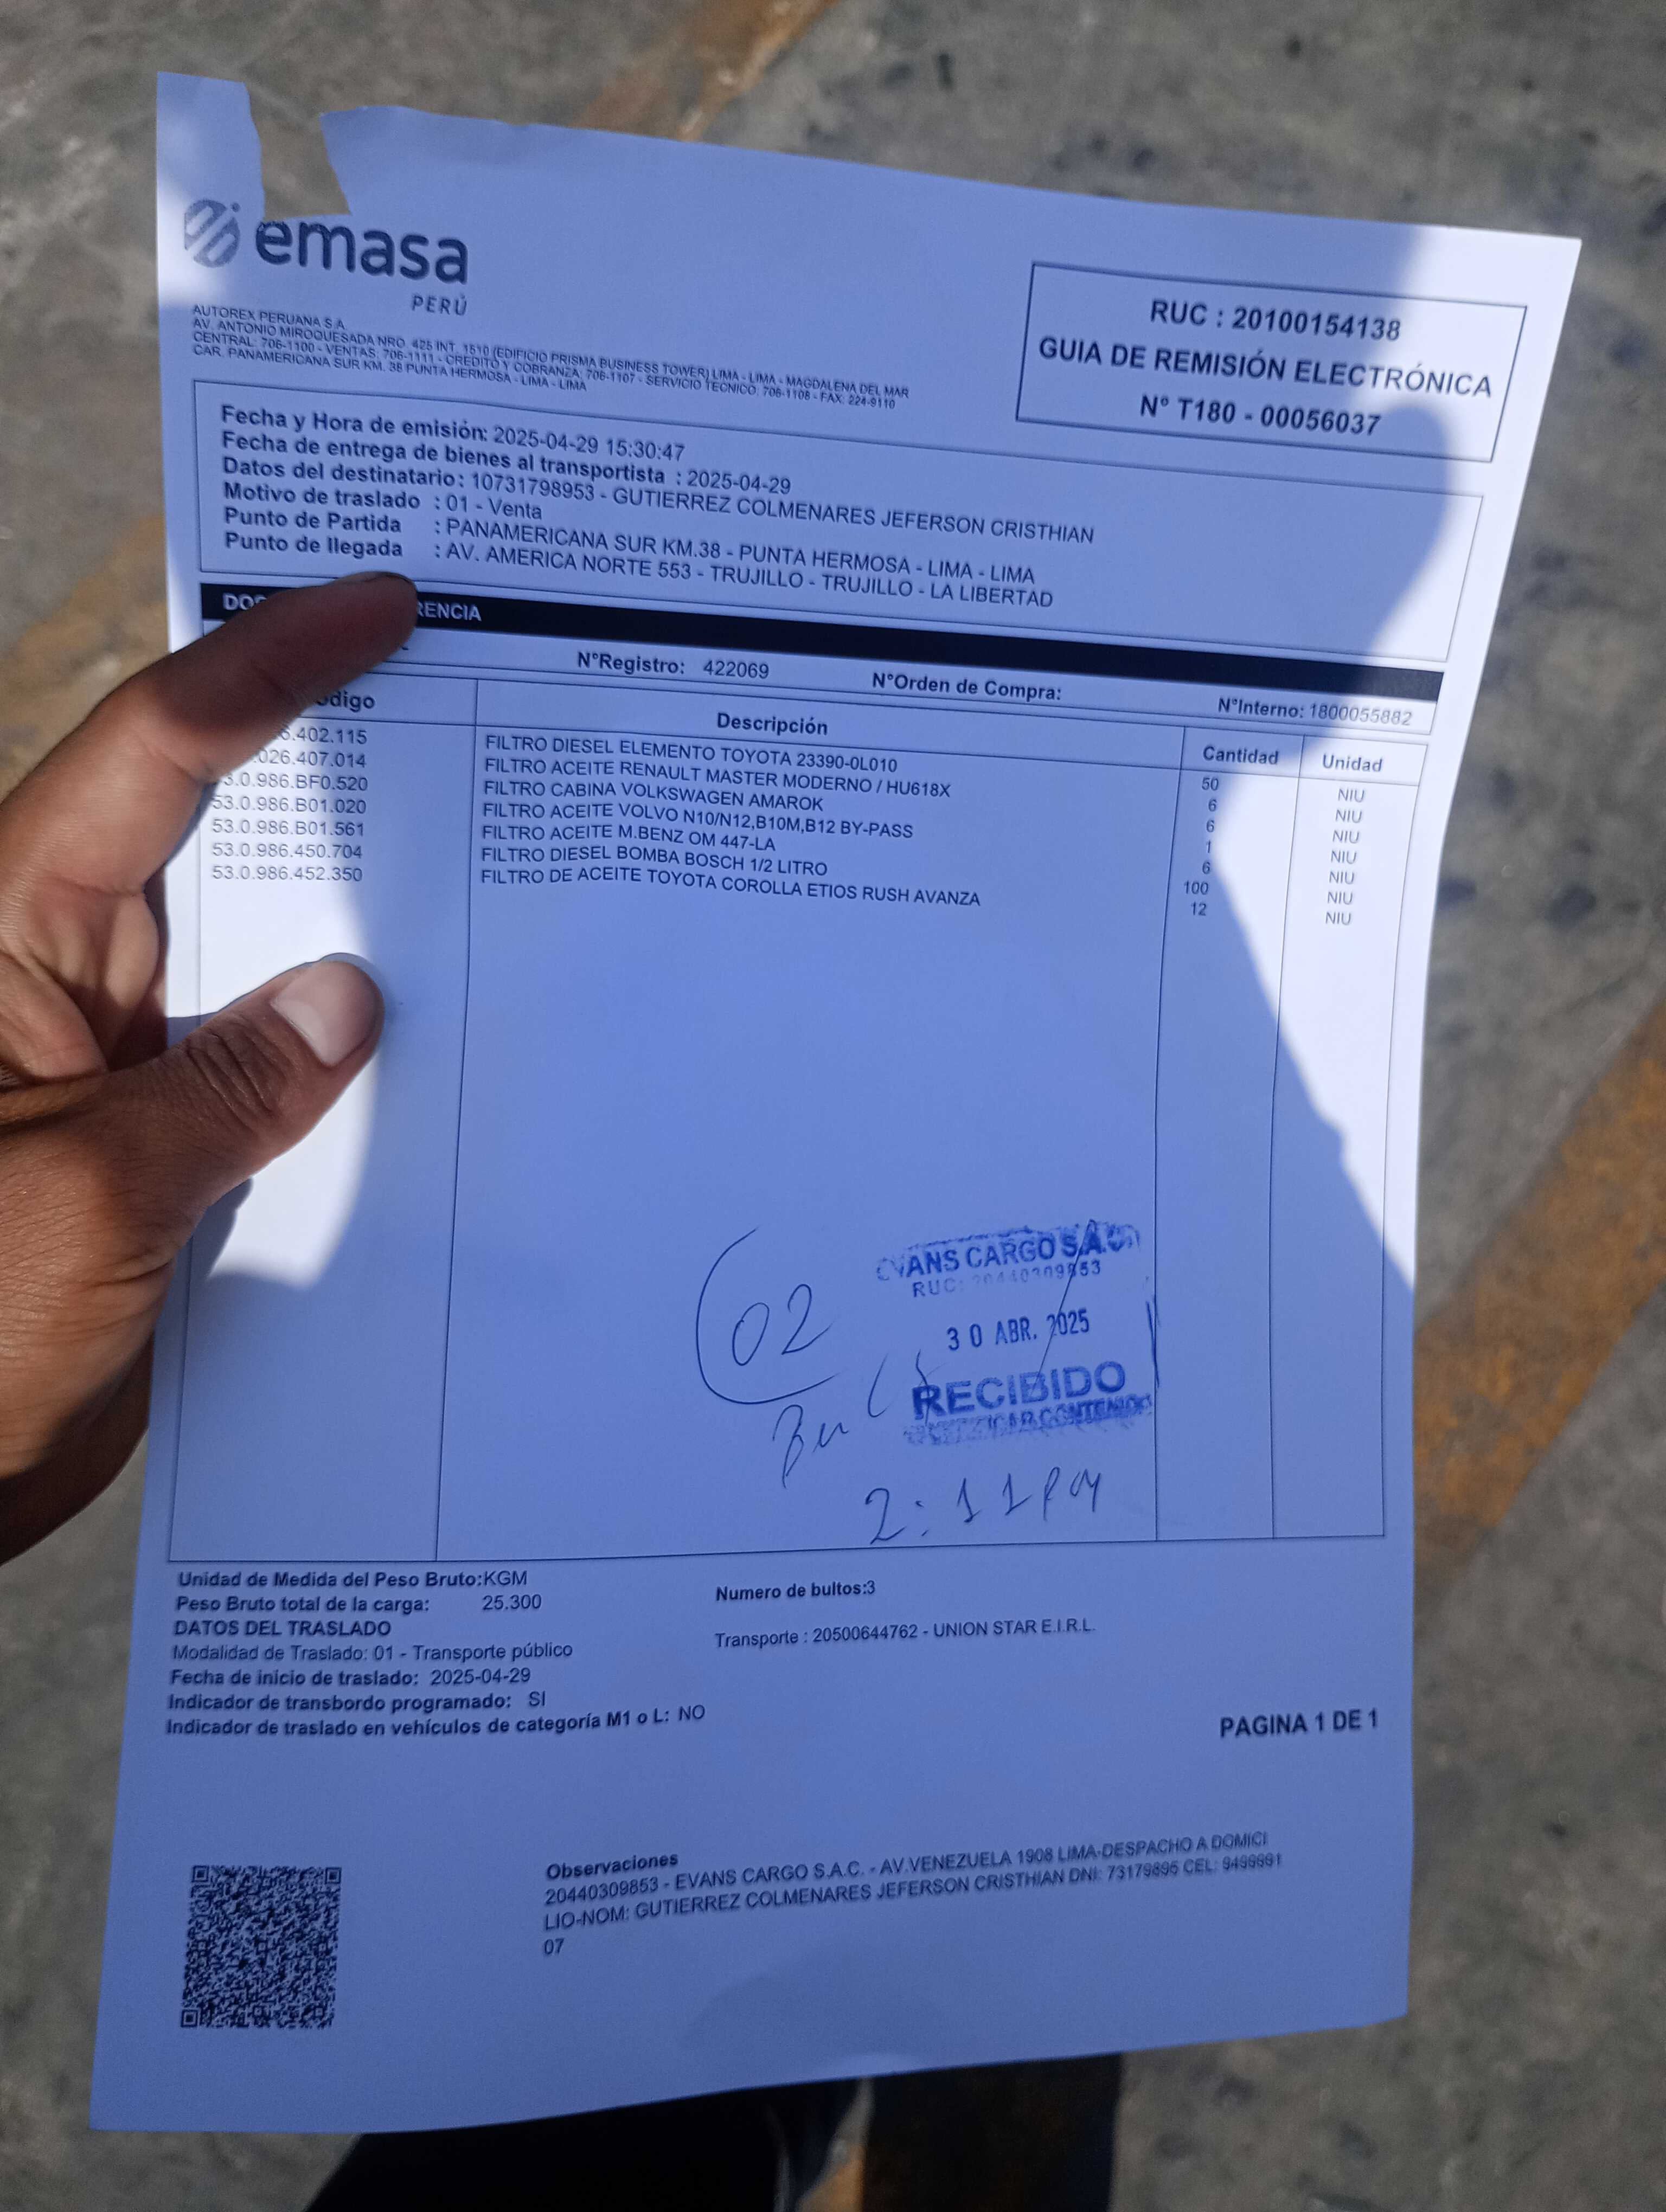 emasa
PERÚ
AUTOREX PERUANA S.A
AV. ANTONIO MIROQUESADA NRO. 425 INT. 1510 (EDIFICIO PRISMA BUSINESS TOWER) LIMA - LIMA - MAGDALENA DEL MAR
CENTRAL: 706-1100 - VENTAS: 706-1111 - CREDITO Y COBRANZA: 706-1107 - SERVICIO TECNICO: 706-1108 - FAX: 224-9110
CAR. PANAMERICANA SUR KM. 38 PUNTA HERMOSA - LIMA - LIMA
RUC : 20100154138
GUIA DE REMISIÓN ELECTRÓNICA
Nº T180 - 00056037
Fecha y Hora de emisión: 2025-04-29 15:30:47
Fecha de entrega de bienes al transportista : 2025-04-29
Datos del destinatario: 10731798953 - GUTIERREZ COLMENARES JEFERSON CRISTHIAN
Motivo de traslado : 01 - Venta
Punto de Partida : PANAMERICANA SUR KM.38 - PUNTA HERMOSA - LIMA - LIMA
Punto de llegada : AV. AMERICA NORTE 553 - TRUJILLO - TRUJILLO - LA LIBERTAD
N°Registro: 422069 N°Orden de Compra: N°Interno: 1800055882
Descripción Cantidad Unidad
.402.115 FILTRO DIESEL ELEMENTO TOYOTA 23390-0L010 50 NIU
026.407.014 FILTRO ACEITE RENAULT MASTER MODERNO / HU618X 6 NIU
3.0.986.BF0.520 FILTRO CABINA VOLKSWAGEN AMAROK 6 NIU
53.0.986.B01.020 FILTRO ACEITE VOLVO N10/N12,B10M,B12 BY-PASS 1 NIU
53.0.986.B01.561 FILTRO ACEITE M.BENZ OM 447-LA 6 NIU
53.0.986.450.704 FILTRO DIESEL BOMBA BOSCH 1/2 LITRO 100 NIU
53.0.986.452.350 FILTRO DE ACEITE TOYOTA COROLLA ETIOS RUSH AVANZA 12 NIU
EVANS CARGO S.A.C.
RUC: 20440309853
02
30 ABR. 2025
RECIBIDO
2:11 PM
Unidad de Medida del Peso Bruto:KGM
Peso Bruto total de la carga: 25.300
Numero de bultos:3
DATOS DEL TRASLADO
Transporte : 20500644762 - UNION STAR E.I.R.L.
Modalidad de Traslado: 01 - Transporte público
Fecha de inicio de traslado: 2025-04-29
Indicador de transbordo programado: SI
Indicador de traslado en vehículos de categoría M1 o L: NO
PAGINA 1 DE 1
Observaciones
20440309853 - EVANS CARGO S.A.C. - AV.VENEZUELA 1908 LIMA-DESPACHO A DOMICI
LIO-NOM: GUTIERREZ COLMENARES JEFERSON CRISTHIAN DNI: 73179895 CEL: 9499991
07